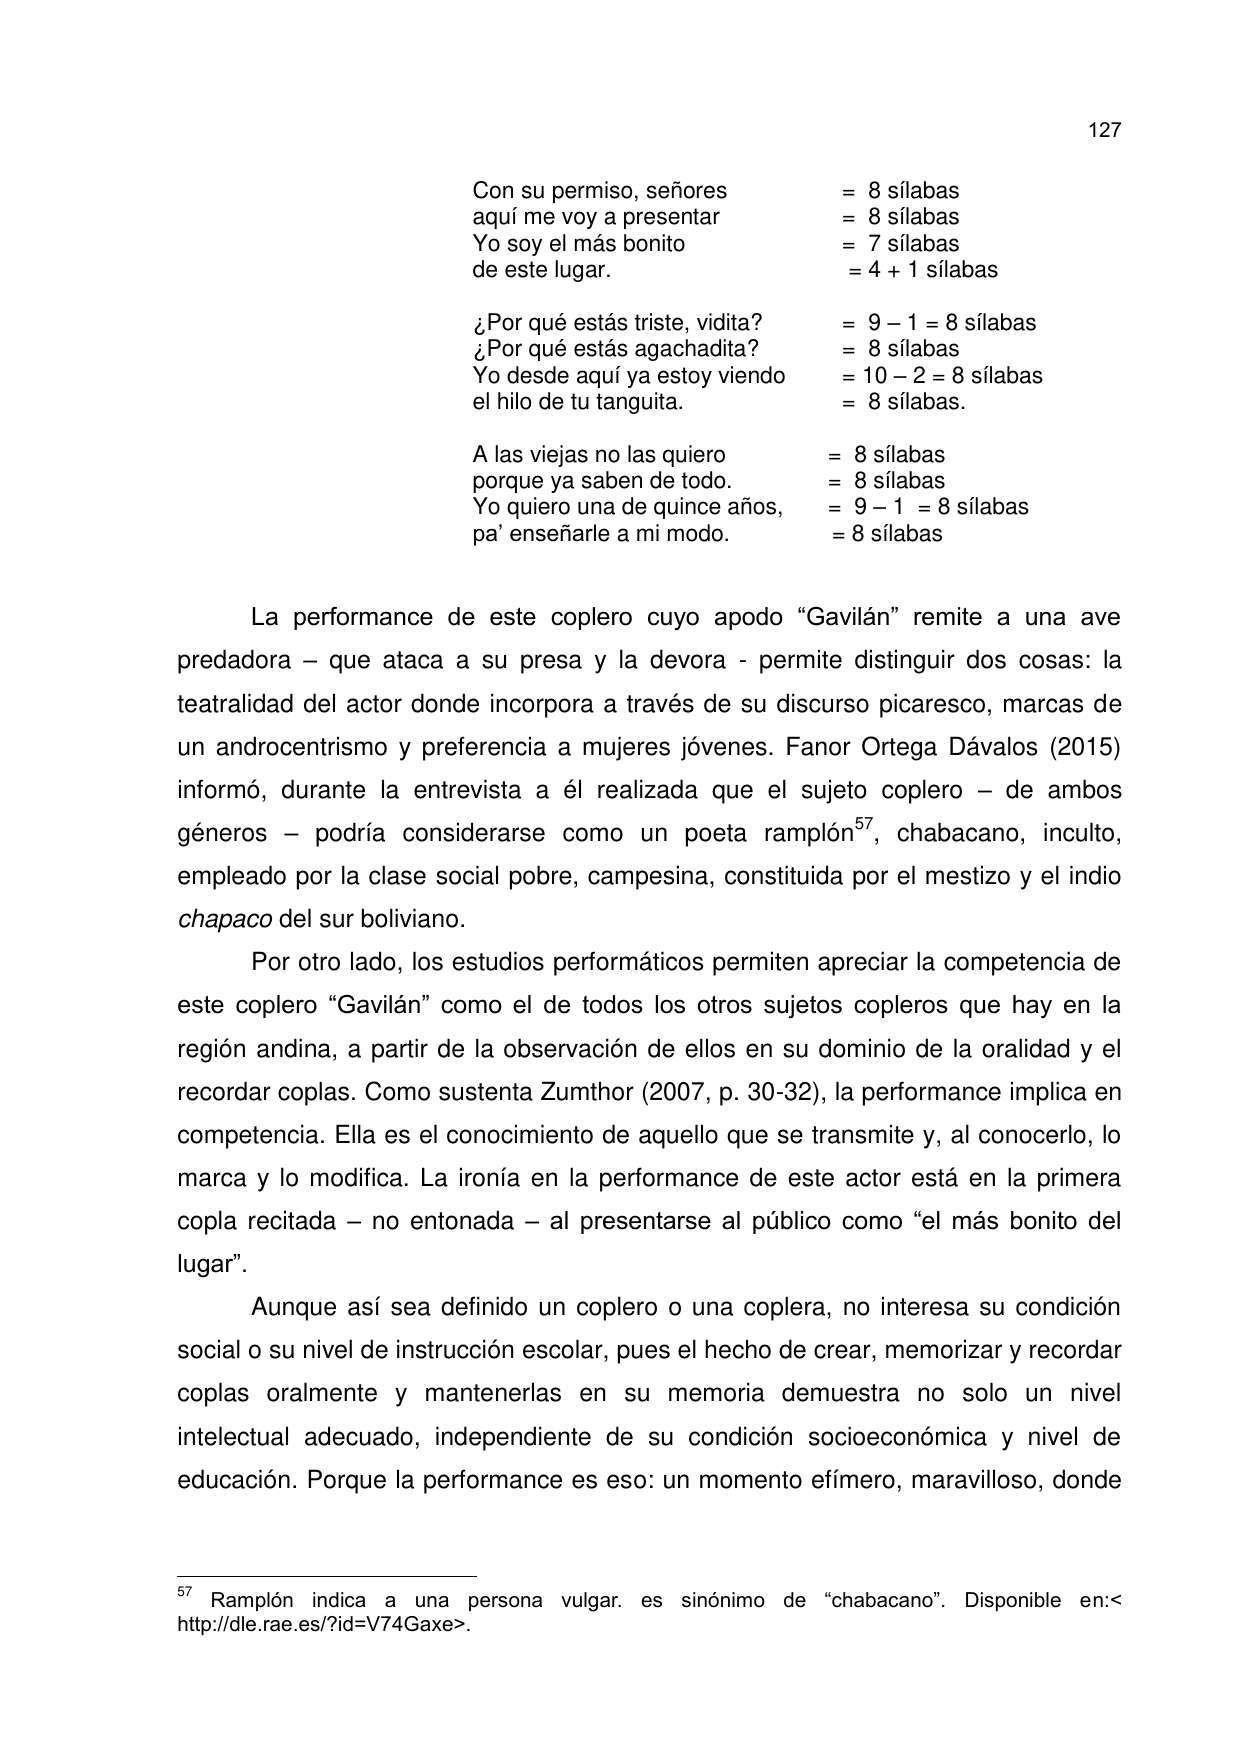 127
Con su permiso, señores = 8 sílabas
aquí me voy a presentar = 8 sílabas
Yo soy el más bonito = 7 sílabas
de este lugar. = 4 + 1 sílabas
¿Por qué estás triste, vidita? = 9 – 1 = 8 sílabas
¿Por qué estás agachadita? = 8 sílabas
Yo desde aquí ya estoy viendo = 10 – 2 = 8 sílabas
el hilo de tu tanguita. = 8 sílabas.
A las viejas no las quiero = 8 sílabas
porque ya saben de todo. = 8 sílabas
Yo quiero una de quince años, = 9 – 1 = 8 sílabas
pa’ enseñarle a mi modo. = 8 sílabas
La performance de este coplero cuyo apodo “Gavilán” remite a una ave
predadora – que ataca a su presa y la devora - permite distinguir dos cosas: la
teatralidad del actor donde incorpora a través de su discurso picaresco, marcas de
un androcentrismo y preferencia a mujeres jóvenes. Fanor Ortega Dávalos (2015)
informó, durante la entrevista a él realizada que el sujeto coplero – de ambos
géneros – podría considerarse como un poeta ramplón57, chabacano, inculto,
empleado por la clase social pobre, campesina, constituida por el mestizo y el indio
chapaco del sur boliviano.
Por otro lado, los estudios performáticos permiten apreciar la competencia de
este coplero “Gavilán” como el de todos los otros sujetos copleros que hay en la
región andina, a partir de la observación de ellos en su dominio de la oralidad y el
recordar coplas. Como sustenta Zumthor (2007, p. 30-32), la performance implica en
competencia. Ella es el conocimiento de aquello que se transmite y, al conocerlo, lo
marca y lo modifica. La ironía en la performance de este actor está en la primera
copla recitada – no entonada – al presentarse al público como “el más bonito del
lugar”.
Aunque así sea definido un coplero o una coplera, no interesa su condición
social o su nivel de instrucción escolar, pues el hecho de crear, memorizar y recordar
coplas oralmente y mantenerlas en su memoria demuestra no solo un nivel
intelectual adecuado, independiente de su condición socioeconómica y nivel de
educación. Porque la performance es eso: un momento efímero, maravilloso, donde
57 Ramplón indica a una persona vulgar. es sinónimo de “chabacano”. Disponible en:<
http://dle.rae.es/?id=V74Gaxe>.